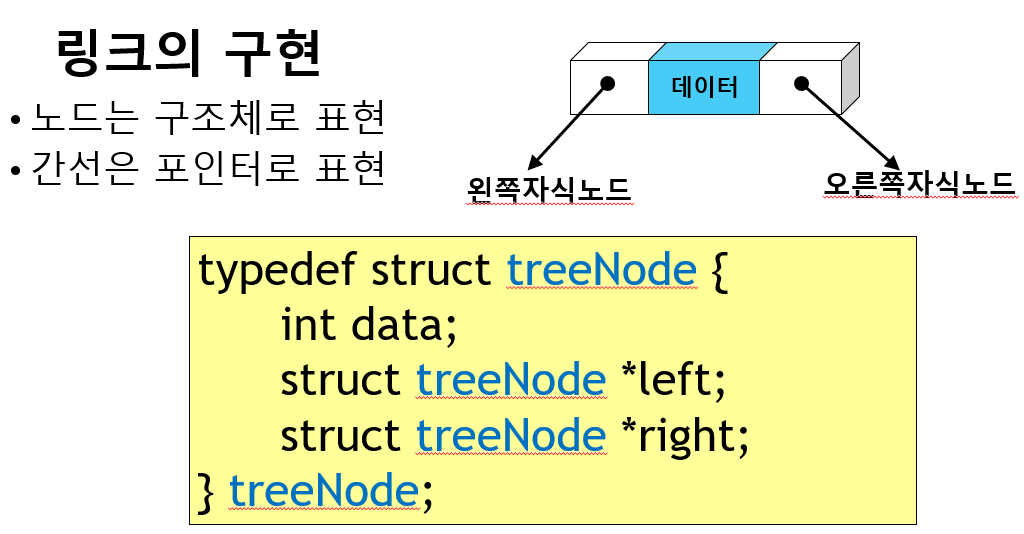 링크의 구현
• 노드는 구조체로 표현
• 간선은 포인터로 표현
데이터
왼쪽자식노드
오른쪽자식노드
typedef struct treeNode {
int data;
struct treeNode *left;
struct treeNode *right;
} treeNode;